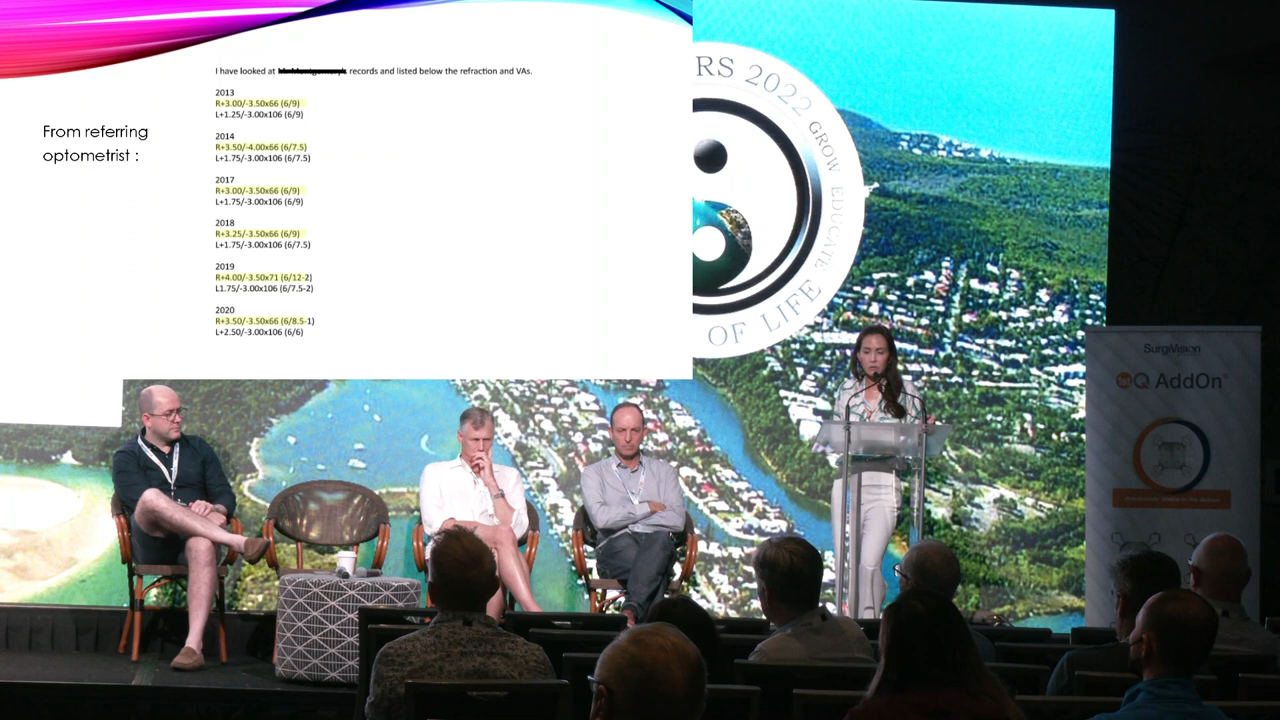 From referring
optometrist :
I have looked at records and listed below the refraction and VAs.
2013
R+3.00/-3.50x66 (6/9)
L+1.25/-3.00x106 (6/9)
2014
R+3.50/-4.00x66 (6/7.5)
L+1.75/-3.00x106 (6/7.5)
2017
R+3.00/-3.50x66 (6/9)
L+1.75/-3.00x106 (6/9)
2018
R+3.25/-3.50x66 (6/9)
L+1.75/-3.00x106 (6/7.5)
2019
R+4.00/-3.50x71 (6/12-2)
L1.75/-3.00x106 (6/7.5-2)
2020
R+3.50/-3.50x66 (6/8.5-1)
L+2.50/-3.00x106 (6/6)
RS 2022
GROW EDUCATE
OF LIFE
SurgiVision
1stQ AddOn®